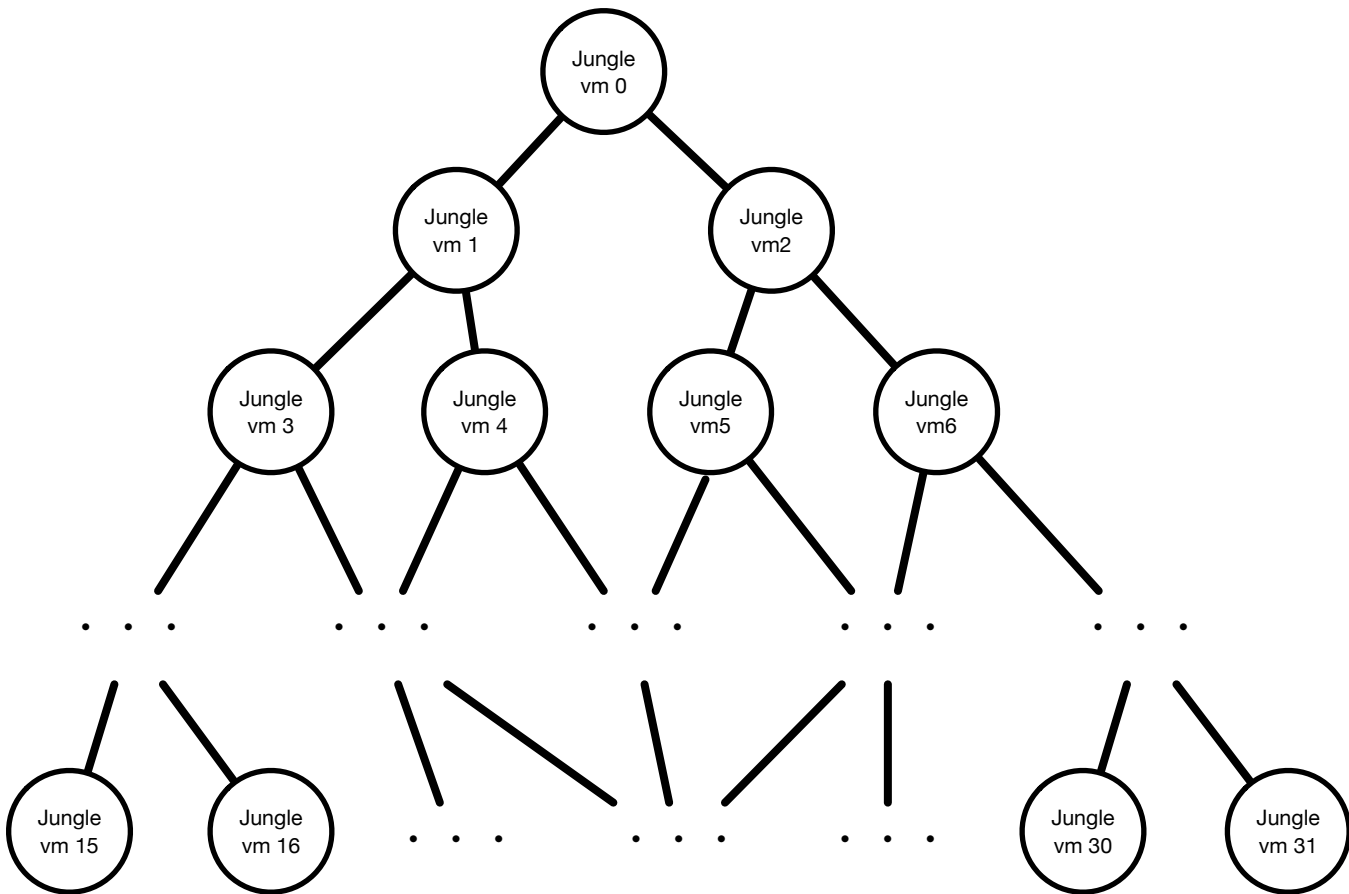 Jungle
vm 0
Jungle
vm 1
Jungle
vm2
Jungle
vm 3
Jungle
vm 4
Jungle
vm5
Jungle
vm6
. . .
. . .
. . .
. . .
. . .
Jungle
vm 15
Jungle
vm 16
. . .
. . .
. . .
Jungle
vm 30
Jungle
vm 31